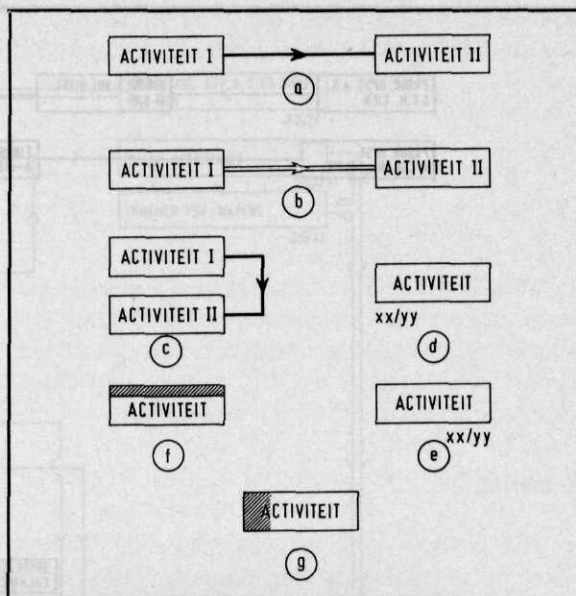 ACTIVITEIT I ACTIVITEIT II
a
ACTIVITEIT I ACTIVITEIT II
b
ACTIVITEIT I
ACTIVITEIT II
c
ACTIVITEIT
xx/yy
d
ACTIVITEIT
f
ACTIVITEIT
xx/yy
e
ACTIVITEIT
g